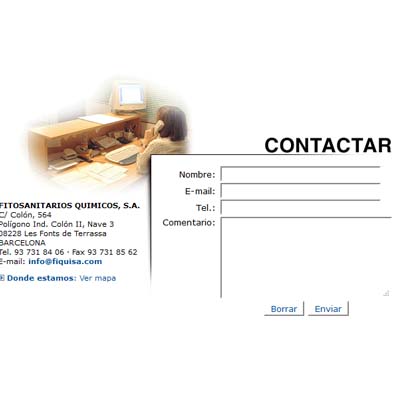 CONTACTAR
Nombre:
E-mail:
Tel.:
Comentario:
Borrar
Enviar
FITOSANITARIOS QUIMICOS, S.A.
C/ Colón, 564
Polígono Ind. Colón II, Nave 3
08228 Les Fonts de Terrassa
BARCELONA
Tel. 93 731 84 06 - Fax 93 731 85 62
E-mail: info@fiquisa.com
Donde estamos: Ver mapa